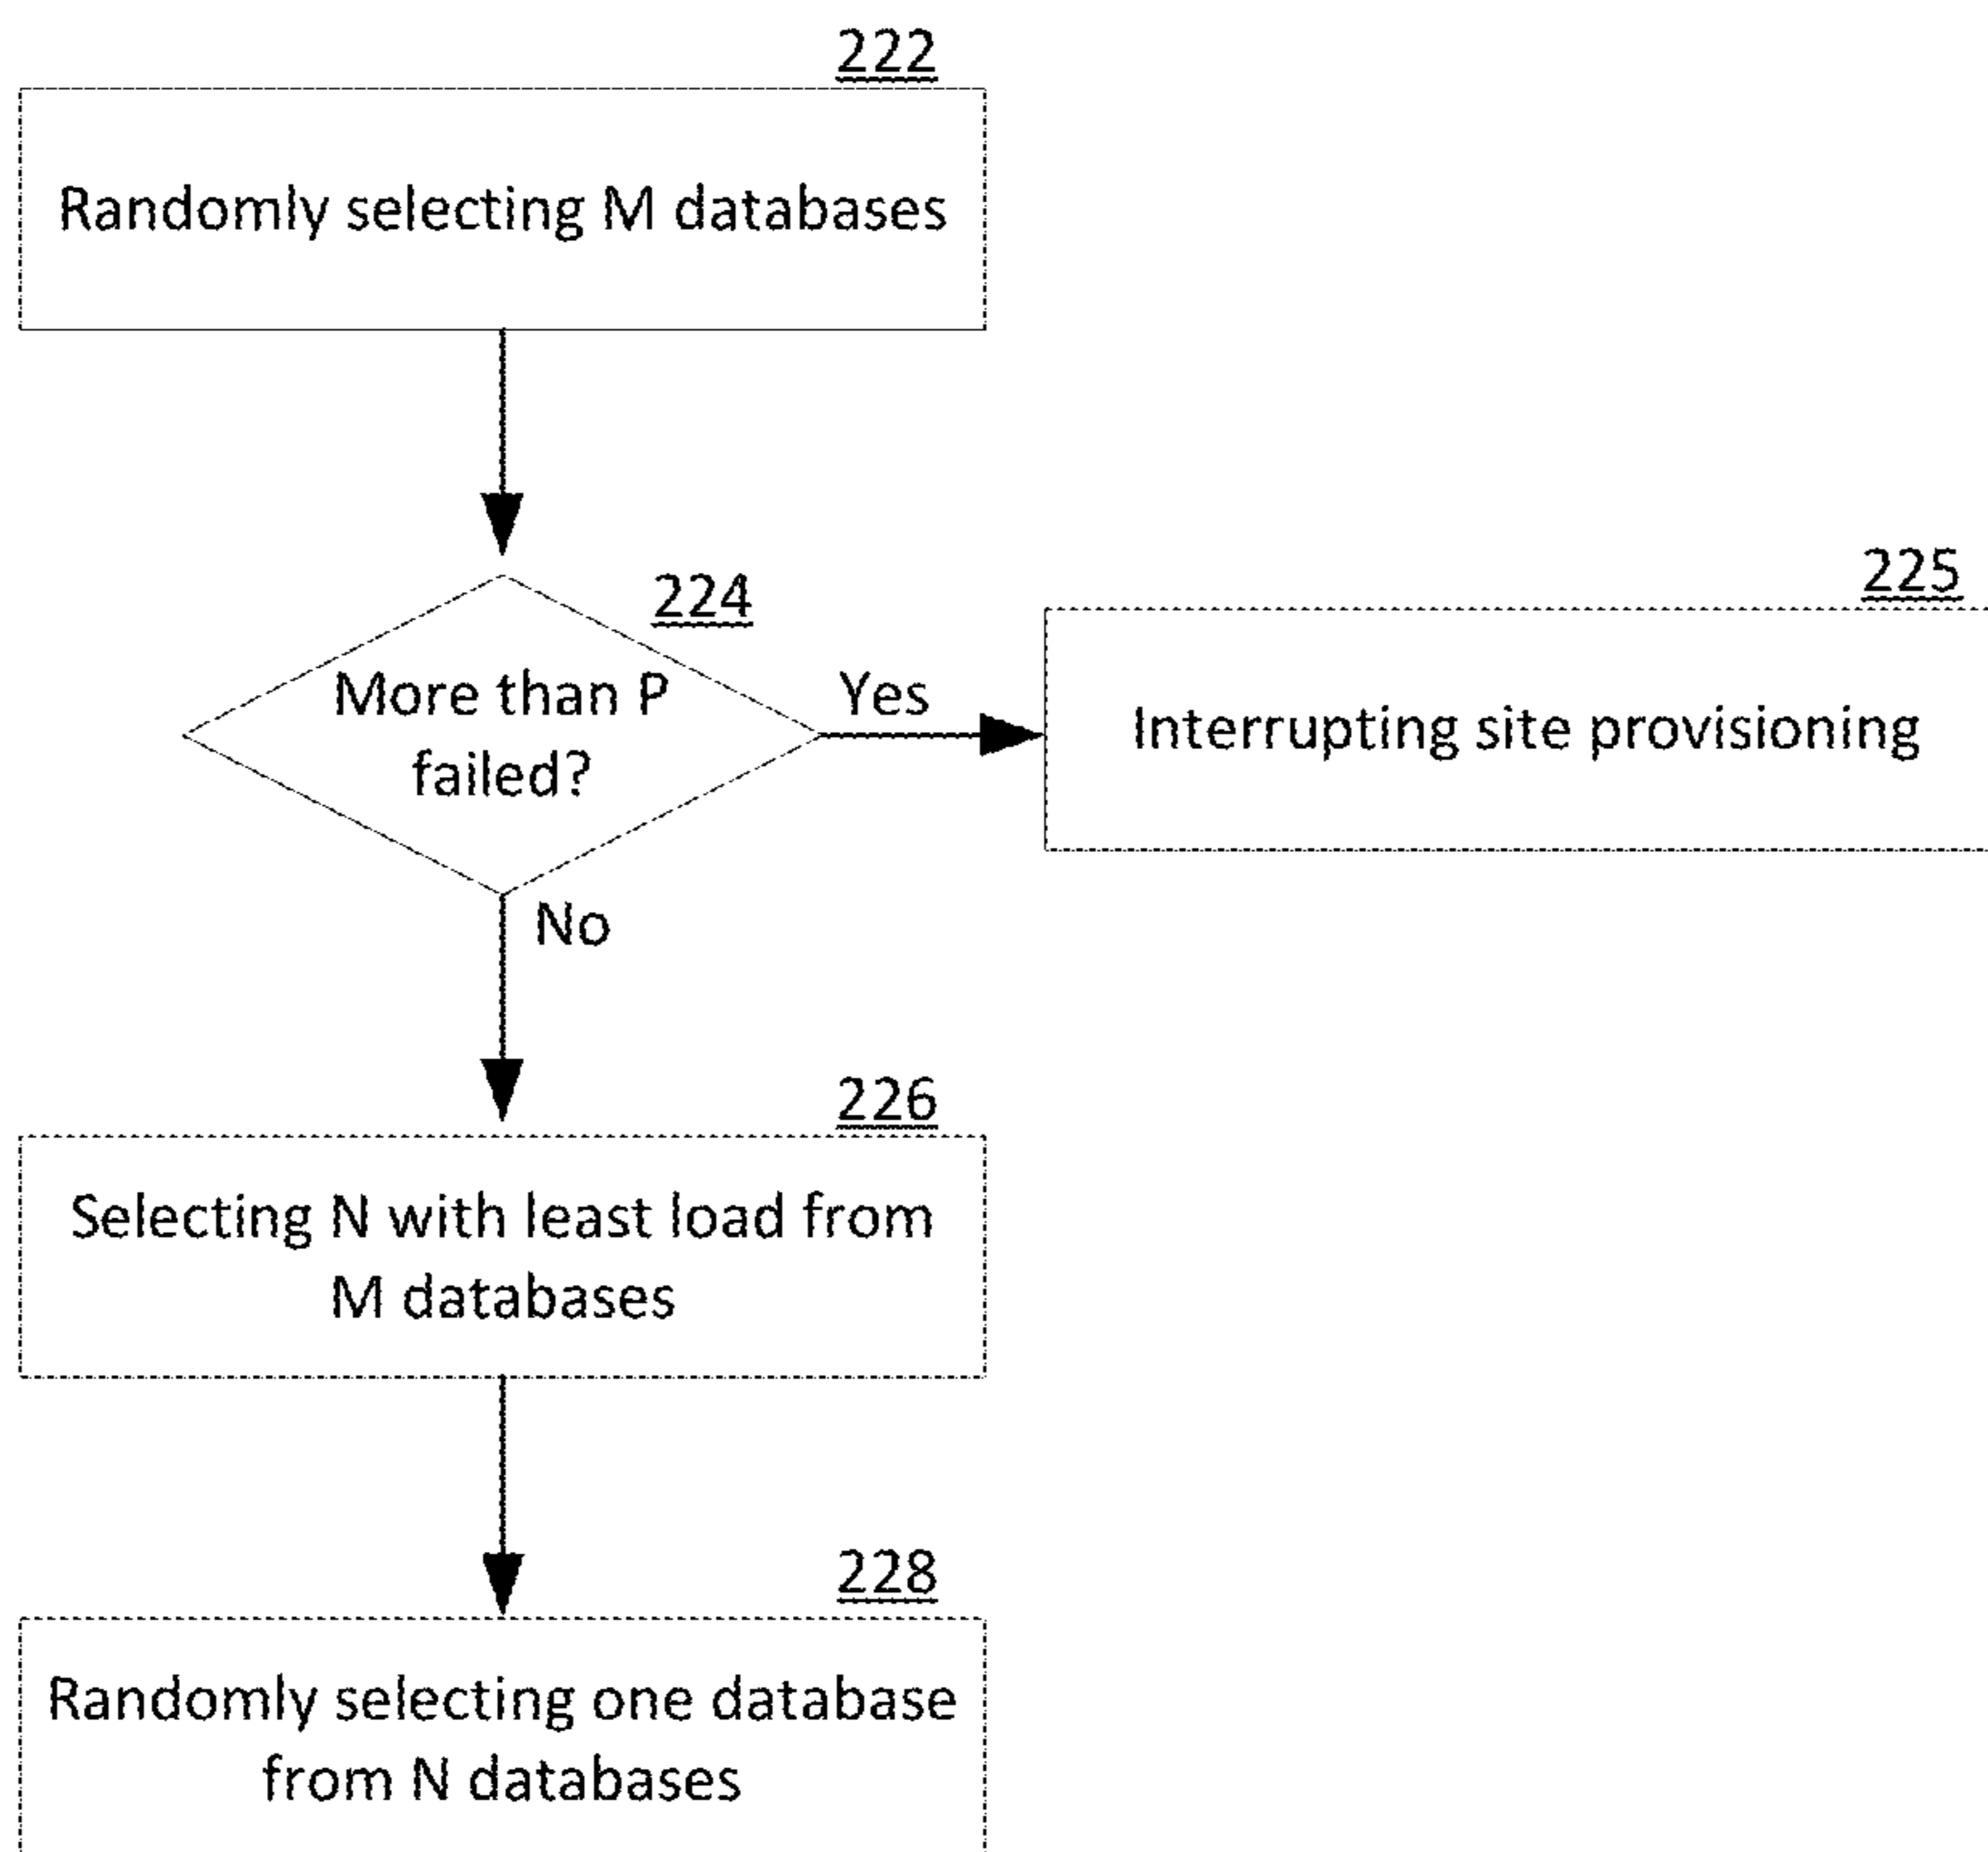 222
Randomly selecting M databases
224
More than P
failed?
Yes
225
Interrupting site provisioning
No
226
Selecting N with least load from
M databases
228
Randomly selecting one database
from N databases